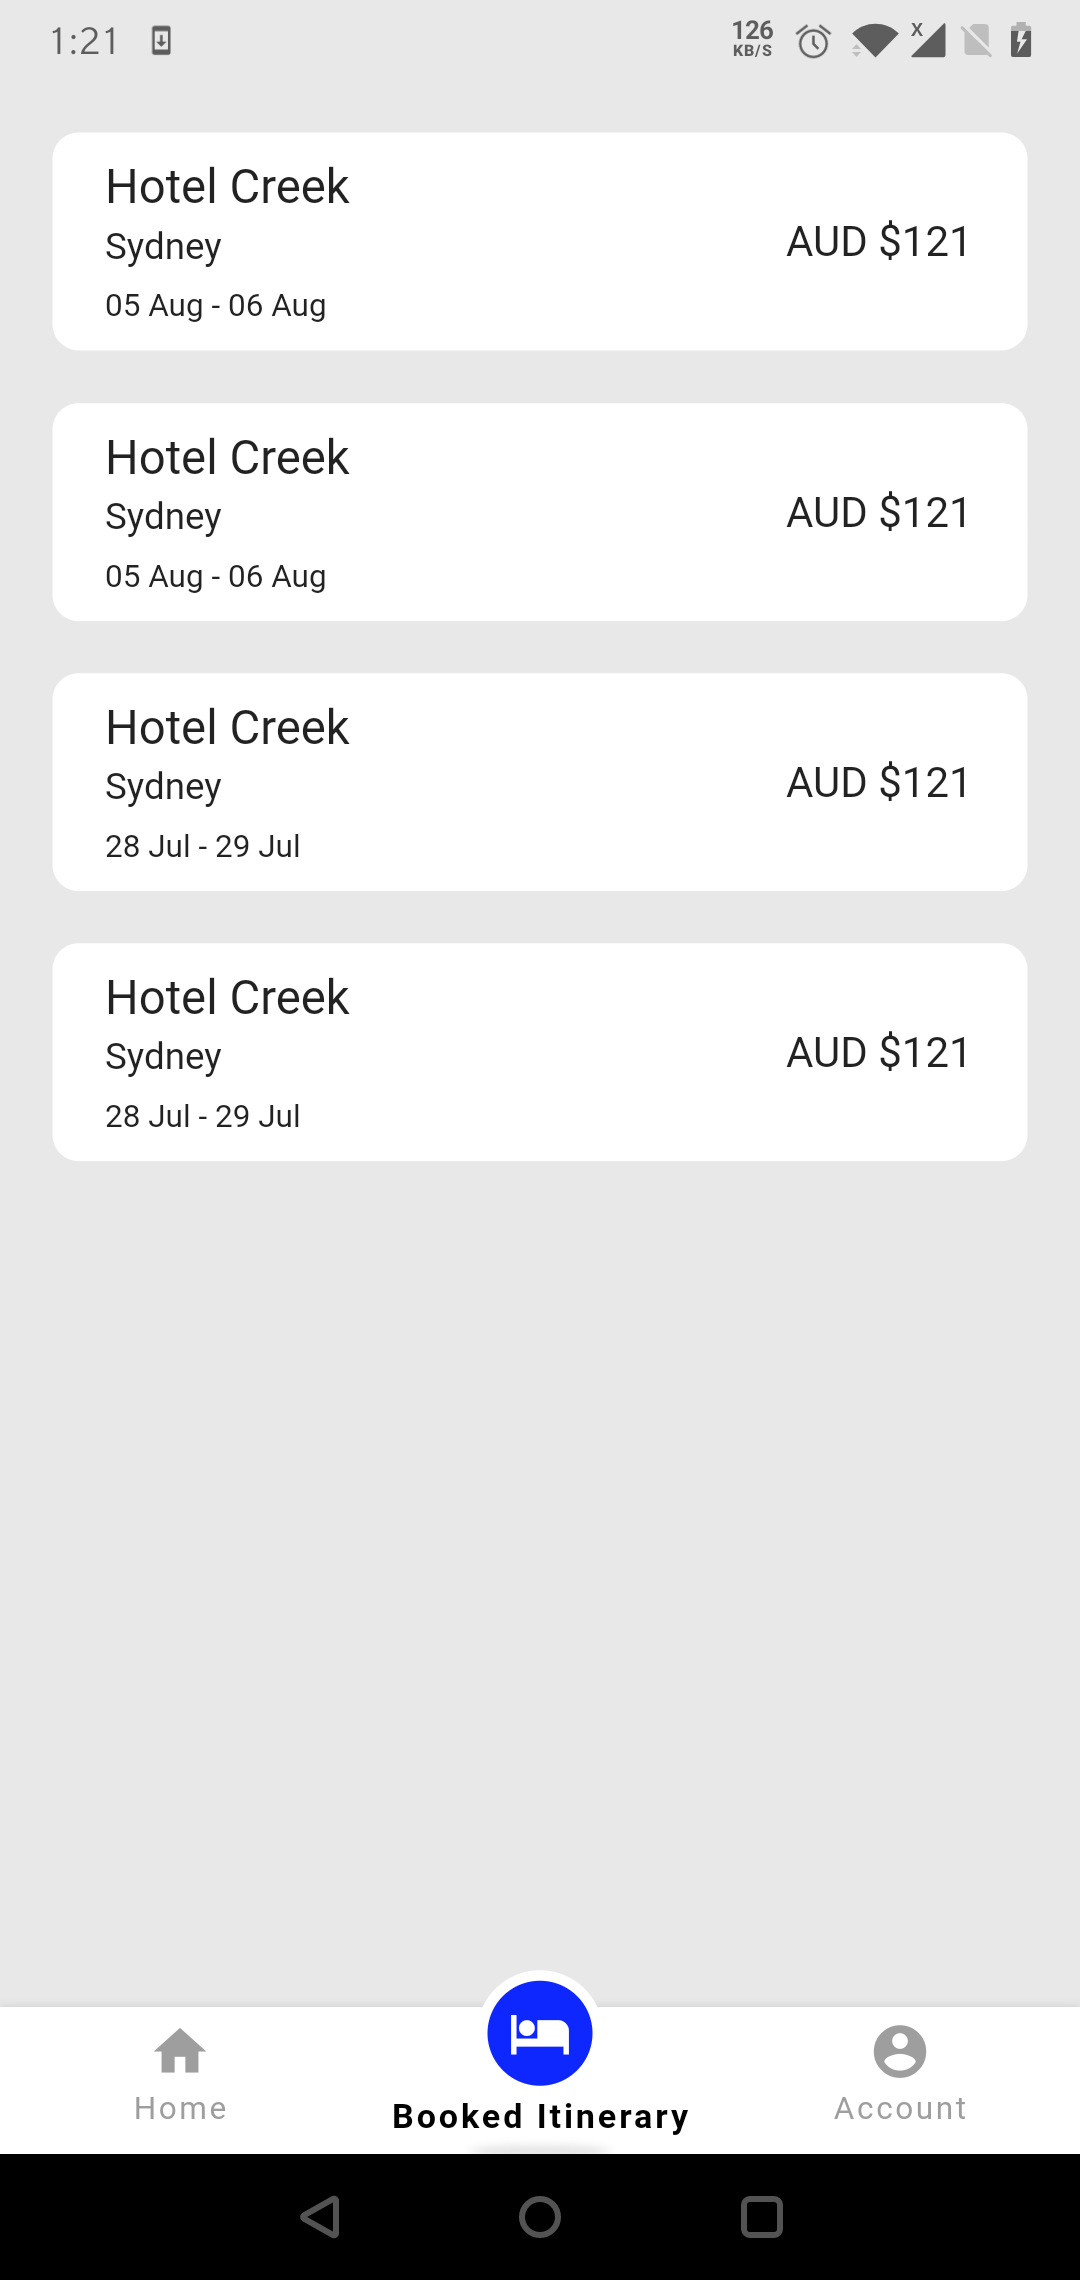 1:21
126
KB/S
X
Hotel Creek
Sydney
AUD $121
05 Aug - 06 Aug
Hotel Creek
Sydney
AUD $121
05 Aug - 06 Aug
Hotel Creek
Sydney
AUD $121
28 Jul - 29 Jul
Hotel Creek
Sydney
AUD $121
28 Jul - 29 Jul
Home
Booked Itinerary
Account